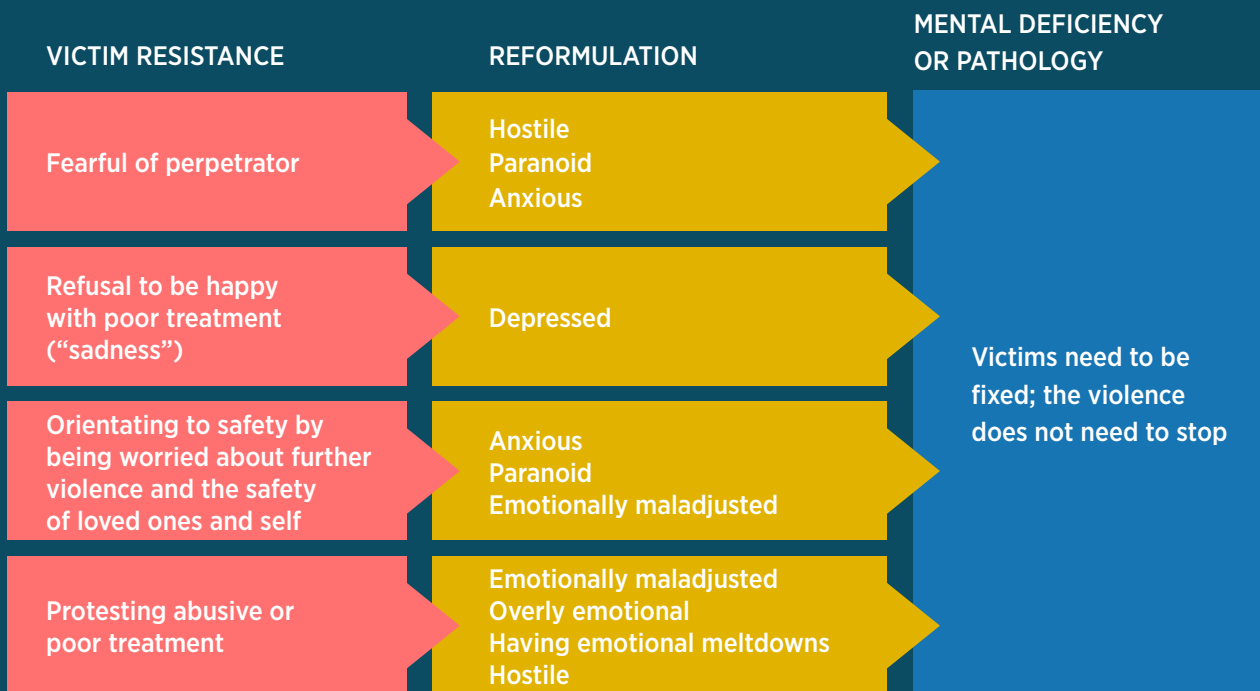 VICTIM RESISTANCE
REFORMULATION
MENTAL DEFICIENCY
OR PATHOLOGY
Fearful of perpetrator
Hostile
Paranoid
Anxious
Refusal to be happy
with poor treatment
(“sadness”)
Depressed
Orientating to safety by
being worried about further
violence and the safety
of loved ones and self
Anxious
Paranoid
Emotionally maladjusted
Protesting abusive or
poor treatment
Emotionally maladjusted
Overly emotional
Having emotional meltdowns
Hostile
Victims need to be
fixed; the violence
does not need to stop